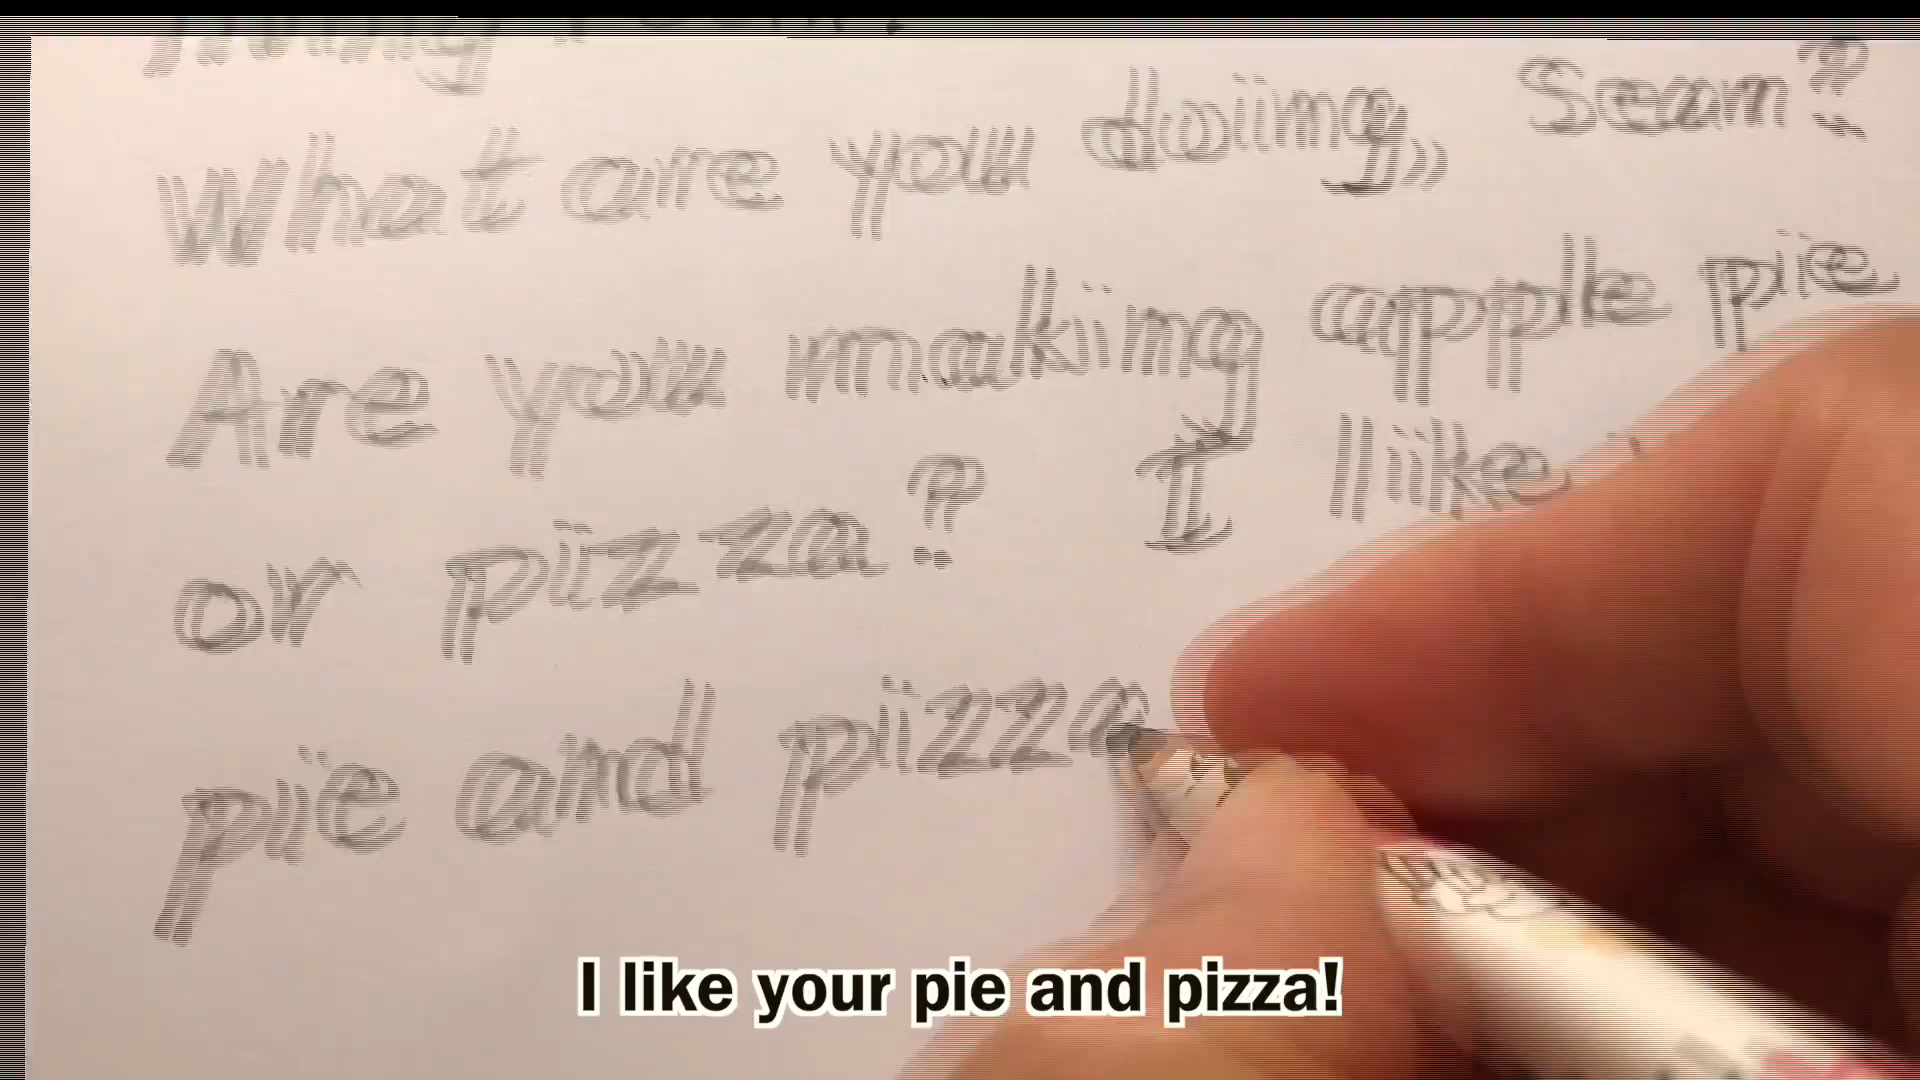 What are you doing, Sean?
Are you making apple pie
or pizza? I like
pie and pizza
I like your pie and pizza!